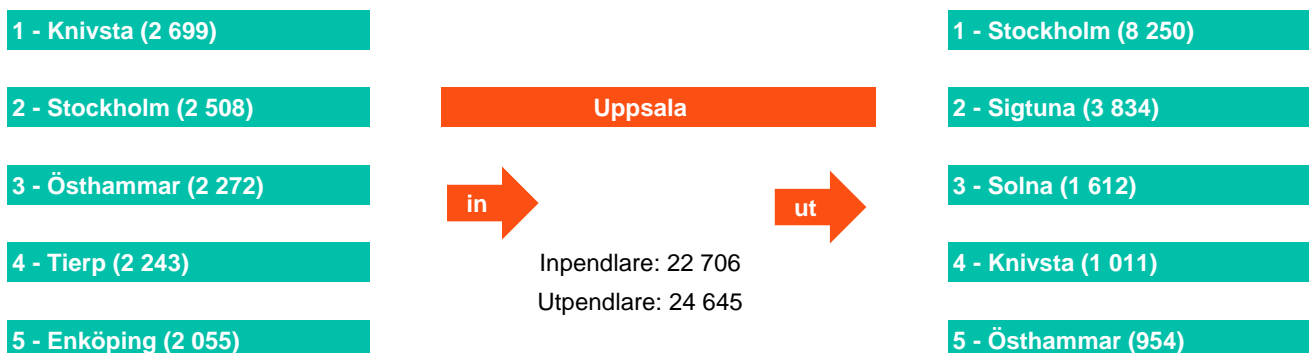 1 - Knivsta (2 699)
2 - Stockholm (2 508)
3 - Östhammar (2 272)
4 - Tierp (2 243)
5 - Enköping (2 055)
Uppsala
in
ut
Inpendlare: 22 706
Utpendlare: 24 645
1 - Stockholm (8 250)
2 - Sigtuna (3 834)
3 - Solna (1 612)
4 - Knivsta (1 011)
5 - Östhammar (954)